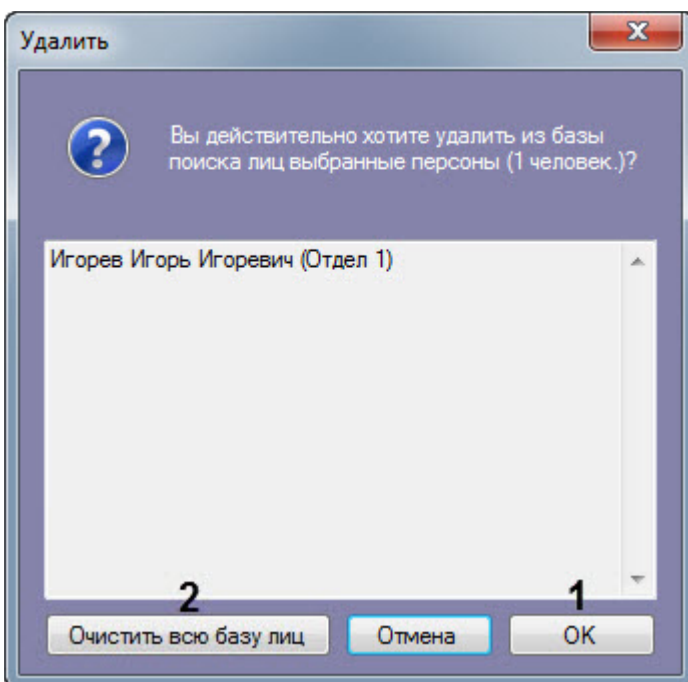 Удалить
Вы действительно хотите удалить из базы
поиска лиц выбранные персоны (1 человек.)?
Игорев Игорь Игоревич (Отдел 1)
2 1
Очистить всю базу лиц Отмена OK